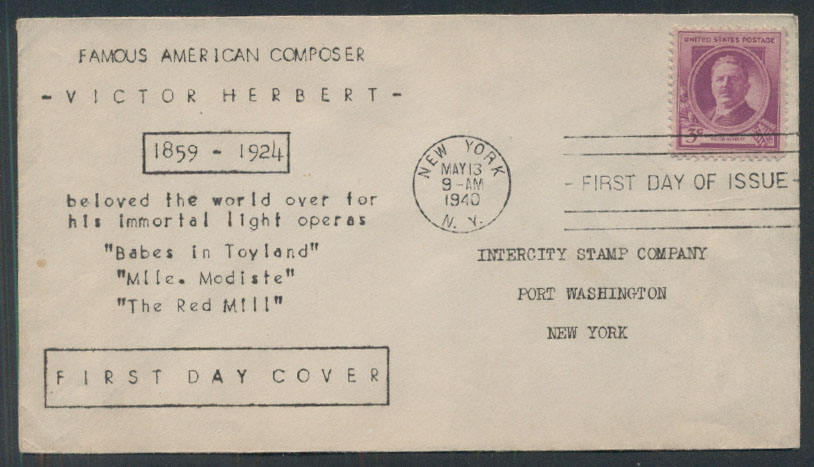 FAMOUS AMERICAN COMPOSER
- VICTOR HERBERT -
1859 - 1924
beloved the world over for
his immortal light operas
"Babes in Toyland"
"Mlle. Modiste"
"The Red Mill"
FIRST DAY COVER
UNITED STATES POSTAGE
3¢
VICTOR HERBERT
NEW YORK
MAY 13
9-AM
1940
N. Y.
- FIRST DAY OF ISSUE -
INTERCITY STAMP COMPANY
PORT WASHINGTON
NEW YORK